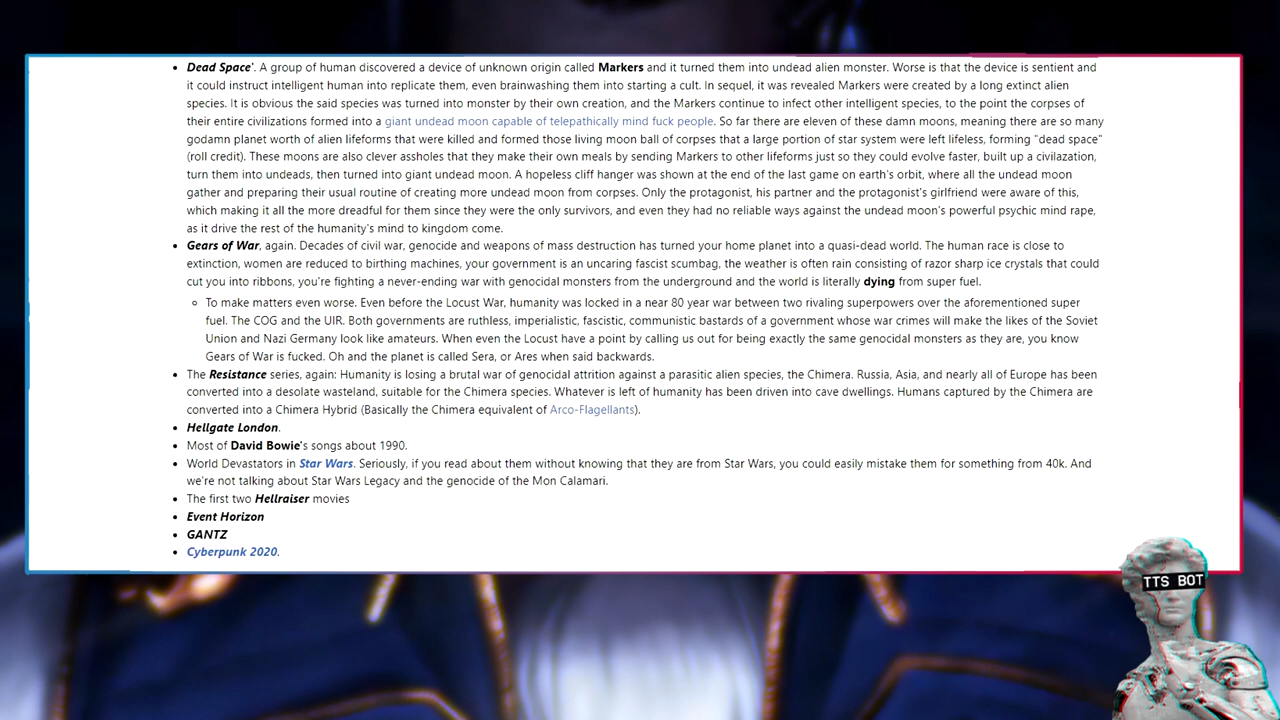 Dead Space'. A group of human discovered a device of unknown origin called Markers and it turned them into undead alien monster. Worse is that the device is sentient and
it could instruct intelligent human into replicate them, even brainwashing them into starting a cult. In sequel, it was revealed Markers were created by a long extinct alien
species. It is obvious the said species was turned into monster by their own creation, and the Markers continue to infect other intelligent species, to the point the corpses of
their entire civilizations formed into a giant undead moon capable of telepathically mind fuck people. So far there are eleven of these damn moons, meaning there are so many
godamn planet worth of alien lifeforms that were killed and formed those living moon ball of corpses that a large portion of star system were left lifeless, forming "dead space"
(roll credit). These moons are also clever assholes that they make their own meals by sending Markers to other lifeforms just so they could evolve faster, built up a civilazation,
turn them into undeads, then turned into giant undead moon. A hopeless cliff hanger was shown at the end of the last game on earth's orbit, where all the undead moon
gather and preparing their usual routine of creating more undead moon from corpses. Only the protagonist, his partner and the protagonist's girlfriend were aware of this,
which making it all the more dreadful for them since they were the only survivors, and even they had no reliable ways against the undead moon's powerful psychic mind rape,
as it drive the rest of the humanity's mind to kingdom come.
Gears of War, again. Decades of civil war, genocide and weapons of mass destruction has turned your home planet into a quasi-dead world. The human race is close to
extinction, women are reduced to birthing machines, your government is an uncaring fascist scumbag, the weather is often rain consisting of razor sharp ice crystals that could
cut you into ribbons, you're fighting a never-ending war with genocidal monsters from the underground and the world is literally dying from super fuel.
To make matters even worse. Even before the Locust War, humanity was locked in a near 80 year war between two rivaling superpowers over the aforementioned super
fuel. The COG and the UIR. Both governments are ruthless, imperialistic, fascistic, communistic bastards of a government whose war crimes will make the likes of the Soviet
Union and Nazi Germany look like amateurs. When even the Locust have a point by calling us out for being exactly the same genocidal monsters as they are, you know
Gears of War is fucked. Oh and the planet is called Sera, or Ares when said backwards.
The Resistance series, again: Humanity is losing a brutal war of genocidal attrition against a parasitic alien species, the Chimera. Russia, Asia, and nearly all of Europe has been
converted into a desolate wasteland, suitable for the Chimera species. Whatever is left of humanity has been driven into cave dwellings. Humans captured by the Chimera are
converted into a Chimera Hybrid (Basically the Chimera equivalent of Arco-Flagellants).
Hellgate London.
Most of David Bowie's songs about 1990.
World Devastators in Star Wars. Seriously, if you read about them without knowing that they are from Star Wars, you could easily mistake them for something from 40k. And
we're not talking about Star Wars Legacy and the genocide of the Mon Calamari.
The first two Hellraiser movies
Event Horizon
GANTZ
Cyberpunk 2020.
TTS BOT